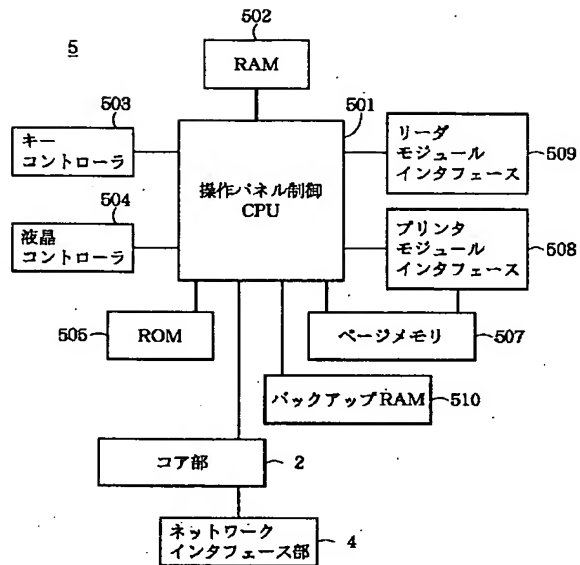 5
502
RAM
503
キー
コントローラ
501
操作パネル制御
CPU
リーダ
モジュール
インタフェース
509
504
液晶
コントローラ
プリンタ
モジュール
インタフェース
508
505
ROM
ページメモリ
507
バックアップRAM
510
コア部
2
ネットワーク
インタフェース部
4